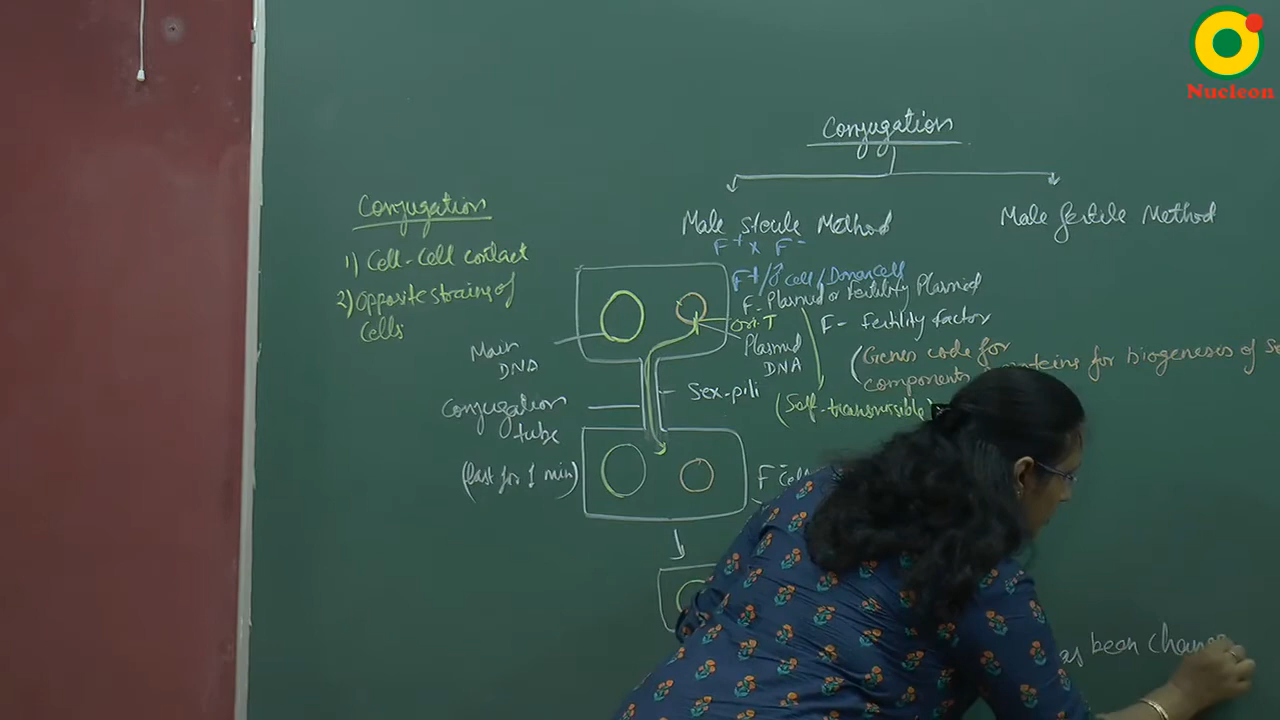 Nucleon
Conjugation
Male sterile Method
Male fertile Method
F+ x F-
Conjugation
1) Cell-cell contact
2) Opposite strains of
cells
F+/♂ cell/Donor cell
F- Plasmid or Fertility Plasmid
ori T
F- fertility factor
Main
DNA
Plasmid
DNA
(Genes code for
components proteins for biogenesis of
Sex-pili
(Self-transmissible)
Conjugation
tube
(last for 1 min)
F- Cell
as been change